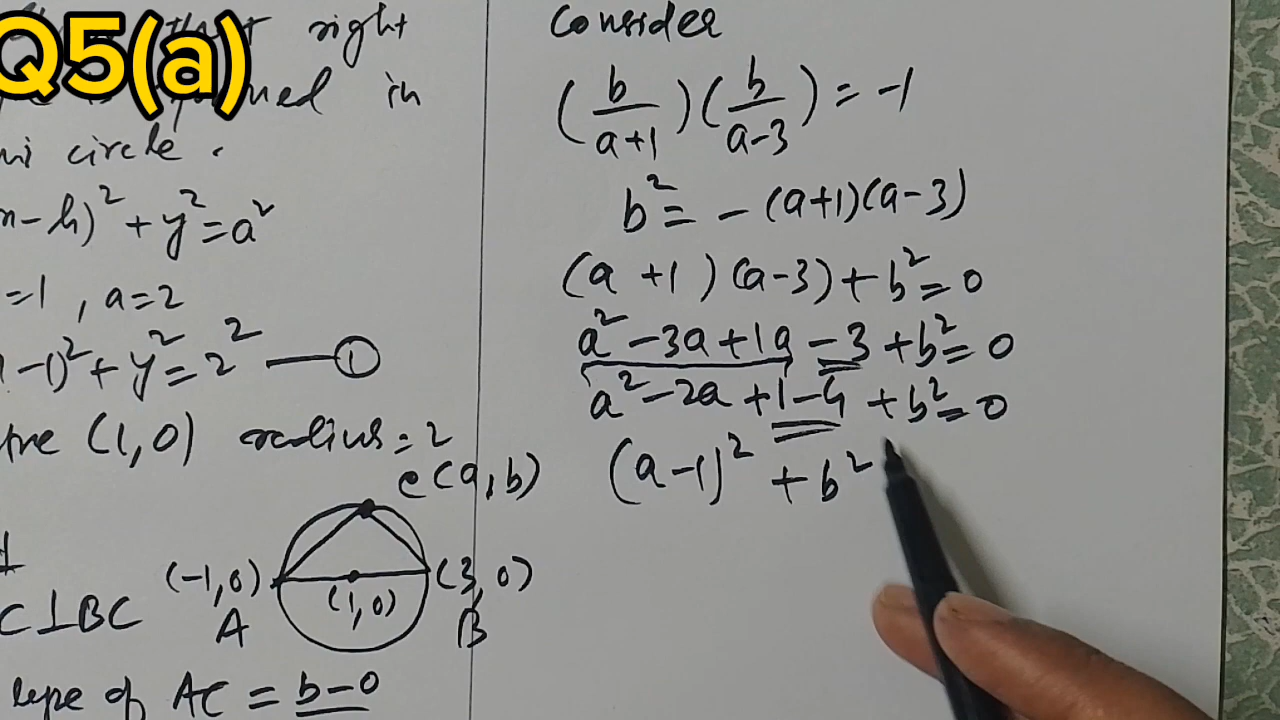 Q5(a)
that right
in
circle.
-h)² + y² = a²
=1 , a=2
-1)² + y² = 2² —— ①
(1,0) radius = 2
C(a,b)
(-1,0)
(1,0)
(3,0)
C⊥BC
A
B
of AC = b-0
Consider
(b/a+1)(b/a-3) = -1
b² = -(a+1)(a-3)
(a+1)(a-3)+b² = 0
a² -3a+1a -3 +b² = 0
a² -2a +1-4 +b² = 0
(a-1)² + b²